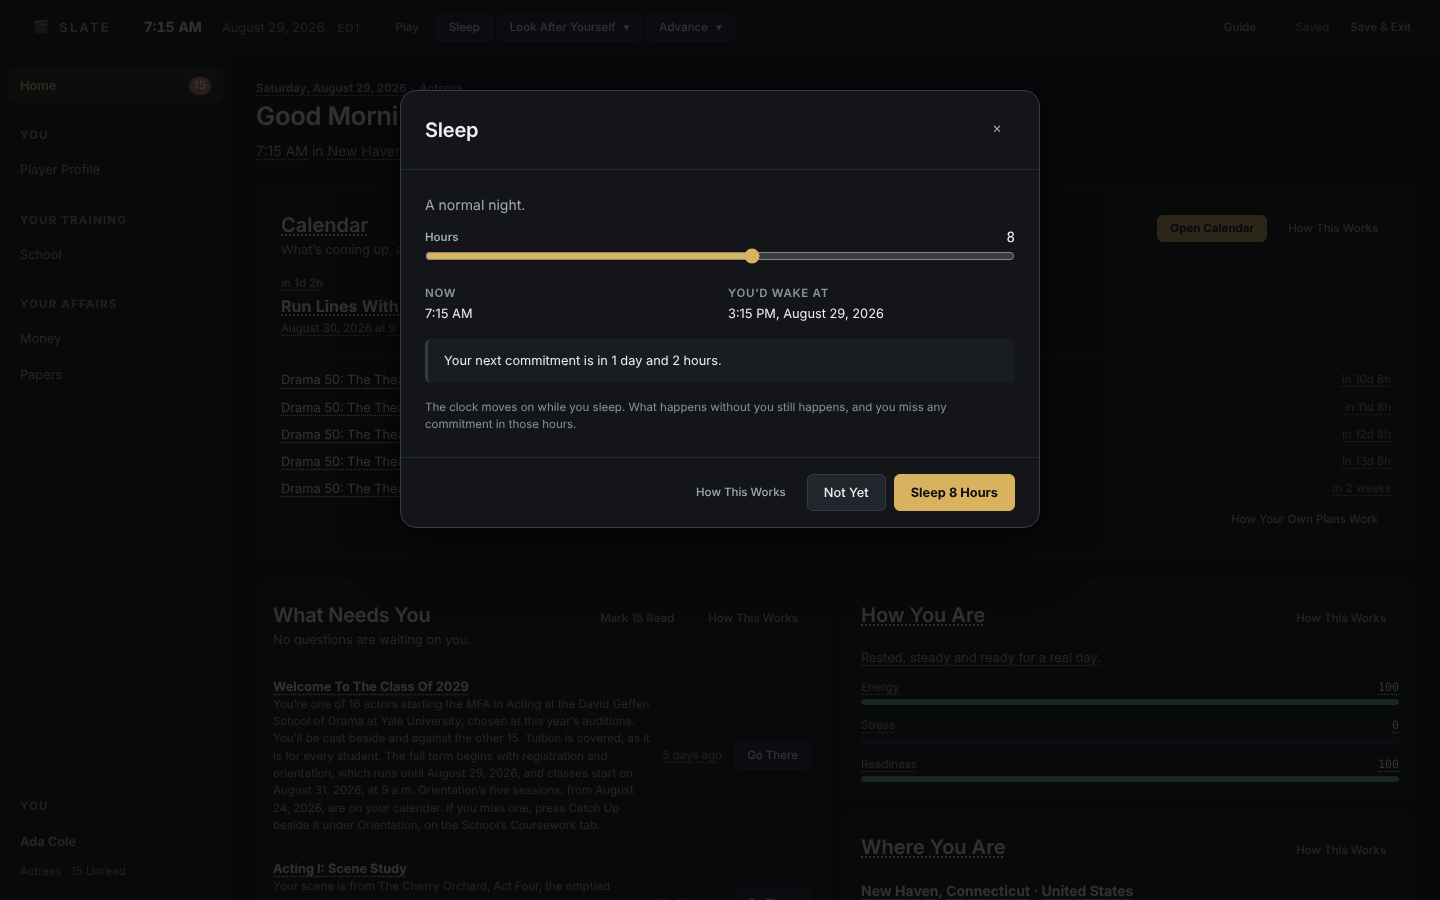 SLATE
7:15 AM
August 29, 2026
EDT
Play
Sleep
Look After Yourself
Advance
Guide
Saved
Save & Exit
Home
15
YOU
Player Profile
YOUR TRAINING
School
YOUR AFFAIRS
Money
Papers
YOU
Ada Cole
Actress · 15 Unread
Saturday, August 29, 2026 · Actress
Good Morni
7:15 AM in New Haven
Calendar
What's coming up, a
Open Calendar
How This Works
in 1d 2h
Run Lines With
August 30, 2026 at 9:
Drama 50: The Thea
in 10d 8h
Drama 50: The Thea
in 11d 8h
Drama 50: The Thea
in 12d 8h
Drama 50: The Thea
in 13d 8h
Drama 50: The Thea
in 2 weeks
How Your Own Plans Work
Sleep
×
A normal night.
Hours
8
NOW
YOU'D WAKE AT
7:15 AM
3:15 PM, August 29, 2026
Your next commitment is in 1 day and 2 hours.
The clock moves on while you sleep. What happens without you still happens, and you miss any
commitment in those hours.
How This Works
Not Yet
Sleep 8 Hours
What Needs You
Mark 15 Read
How This Works
No questions are waiting on you.
Welcome To The Class Of 2029
You're one of 16 actors starting the MFA in Acting at the David Geffen
School of Drama at Yale University, chosen at this year's auditions.
You'll be cast beside and against the other 15. Tuition is covered, as it
is for every student. The fall term begins with registration and
orientation, which runs until August 29, 2026, and classes start on
August 31, 2026, at 9 a.m. Orientation's five sessions, from August
24, 2026, are on your calendar. If you miss one, press Catch Up
beside it under Orientation, on the School's Coursework tab.
5 days ago
Go There
Acting I: Scene Study
Your scene is from The Cherry Orchard, Act Four, the emptied
How You Are
How This Works
Rested, steady and ready for a real day.
Energy
100
Stress
0
Readiness
100
Where You Are
How This Works
New Haven, Connecticut · United States